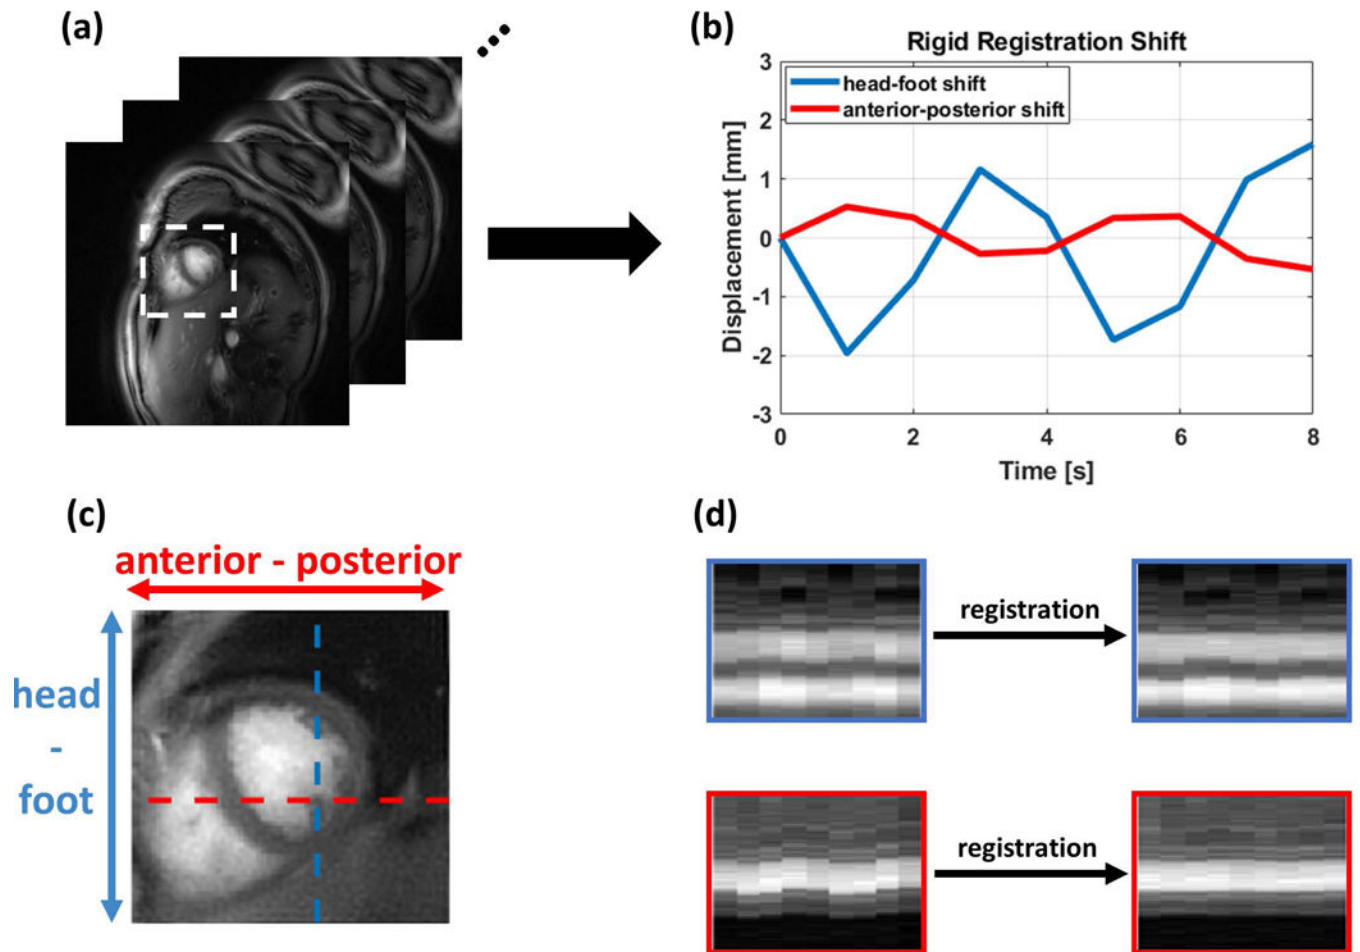 (a)
(b)
Rigid Registration Shift
head-foot shift
anterior-posterior shift
Displacement [mm]
3
2
1
0
-1
-2
-3
0 2 4 6 8
Time [s]
(c)
anterior - posterior
head
-
foot
(d)
registration
registration